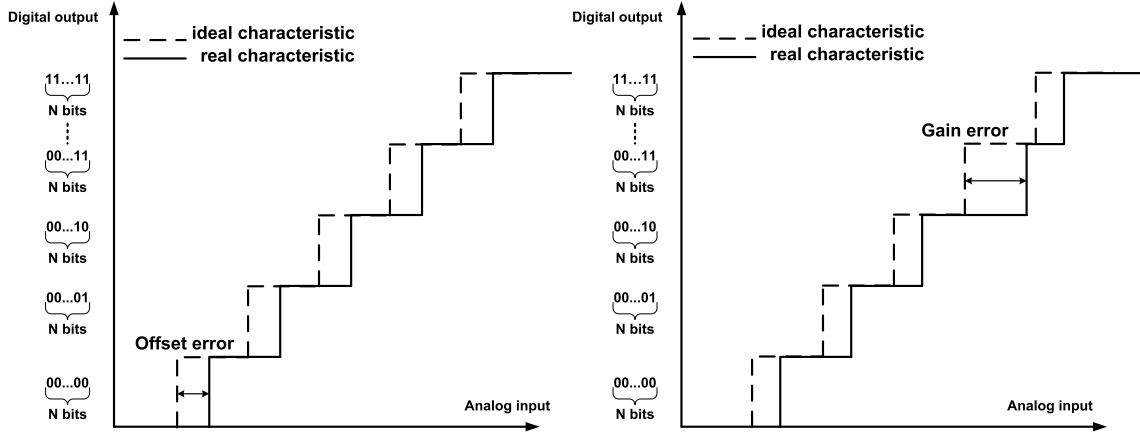 Digital output
ideal characteristic
real characteristic
11...11
N bits
00...11
N bits
00...10
N bits
00...01
N bits
Offset error
00...00
N bits
Analog input
Digital output
ideal characteristic
real characteristic
11...11
N bits
Gain error
00...11
N bits
00...10
N bits
00...01
N bits
00...00
N bits
Analog input